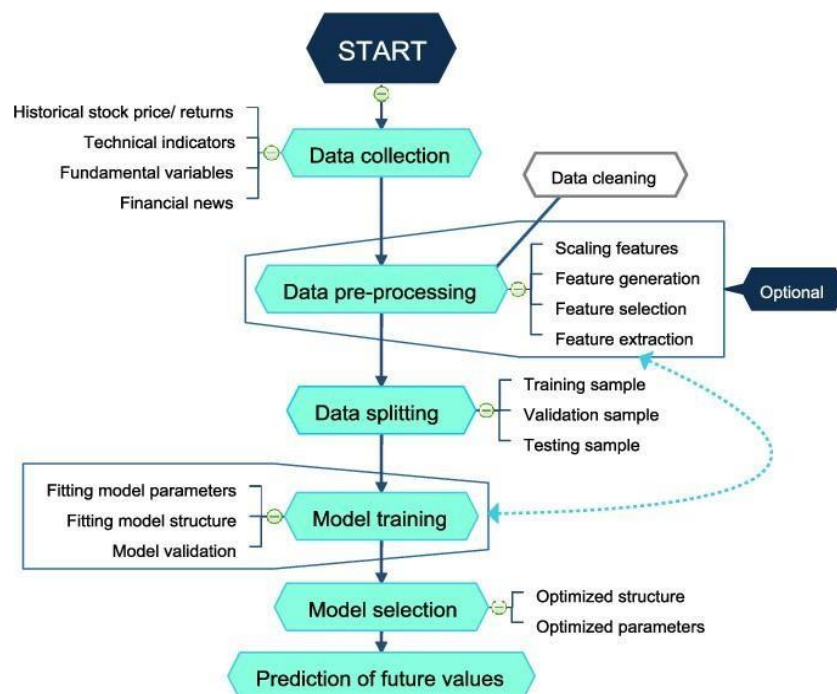 START
Historical stock price/ returns
Technical indicators
Fundamental variables
Financial news
Data collection
Data cleaning
Data pre-processing
Scaling features
Feature generation
Feature selection
Feature extraction
Optional
Data splitting
Training sample
Validation sample
Testing sample
Fitting model parameters
Fitting model structure
Model validation
Model training
Model selection
Optimized structure
Optimized parameters
Prediction of future values